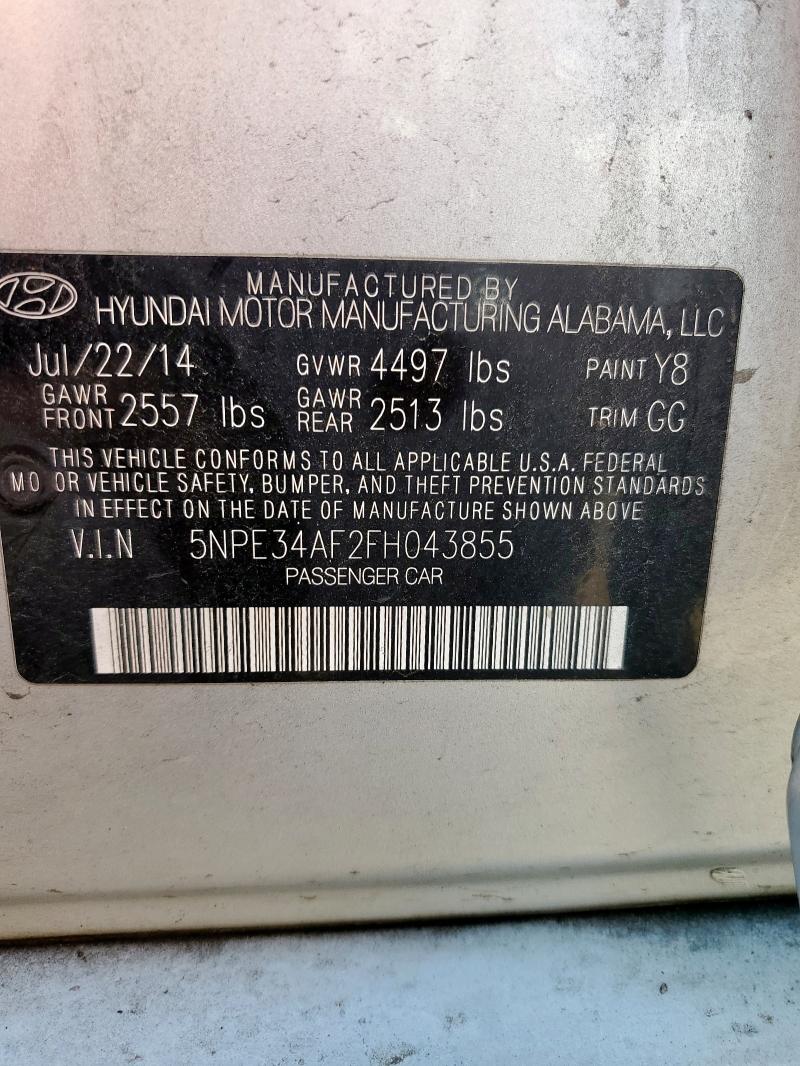 MANUFACTURED BY
HYUNDAI MOTOR MANUFACTURING ALABAMA, LLC
Jul/22/14 GVWR 4497 lbs PAINT Y8
GAWR FRONT 2557 lbs GAWR REAR 2513 lbs TRIM GG
THIS VEHICLE CONFORMS TO ALL APPLICABLE U.S.A. FEDERAL
MO OR VEHICLE SAFETY, BUMPER, AND THEFT PREVENTION STANDARDS
IN EFFECT ON THE DATE OF MANUFACTURE SHOWN ABOVE.
V.I.N 5NPE34AF2FH043855
PASSENGER CAR